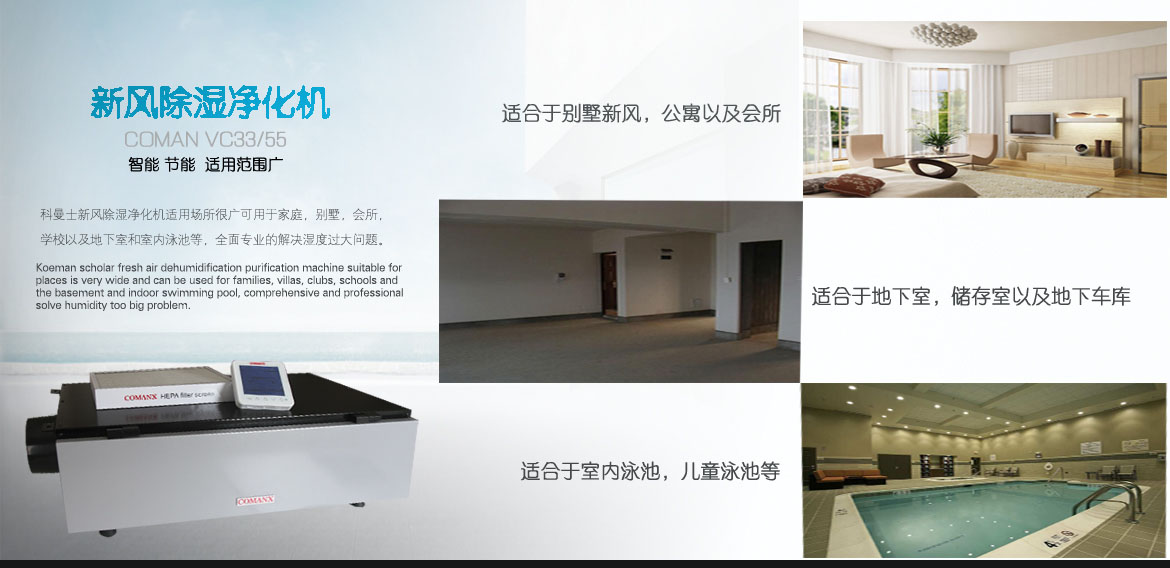 新风除湿净化机
COMAN VC33/55
智能 节能 适用范围广
科曼士新风除湿净化机适用场所很广可用于家庭，别墅，会所，
学校以及地下室和室内泳池等，全面专业的解决湿度过大问题。
Koeman scholar fresh air dehumidification purification machine suitable for
places is very wide and can be used for families, villas, clubs, schools and
the basement and indoor swimming pool, comprehensive and professional
solve humidity too big problem.
COMANX
COMANX HEPA filter screen
COMANX
适合于别墅新风，公寓以及会所
适合于地下室，储存室以及地下车库
适合于室内泳池，儿童泳池等